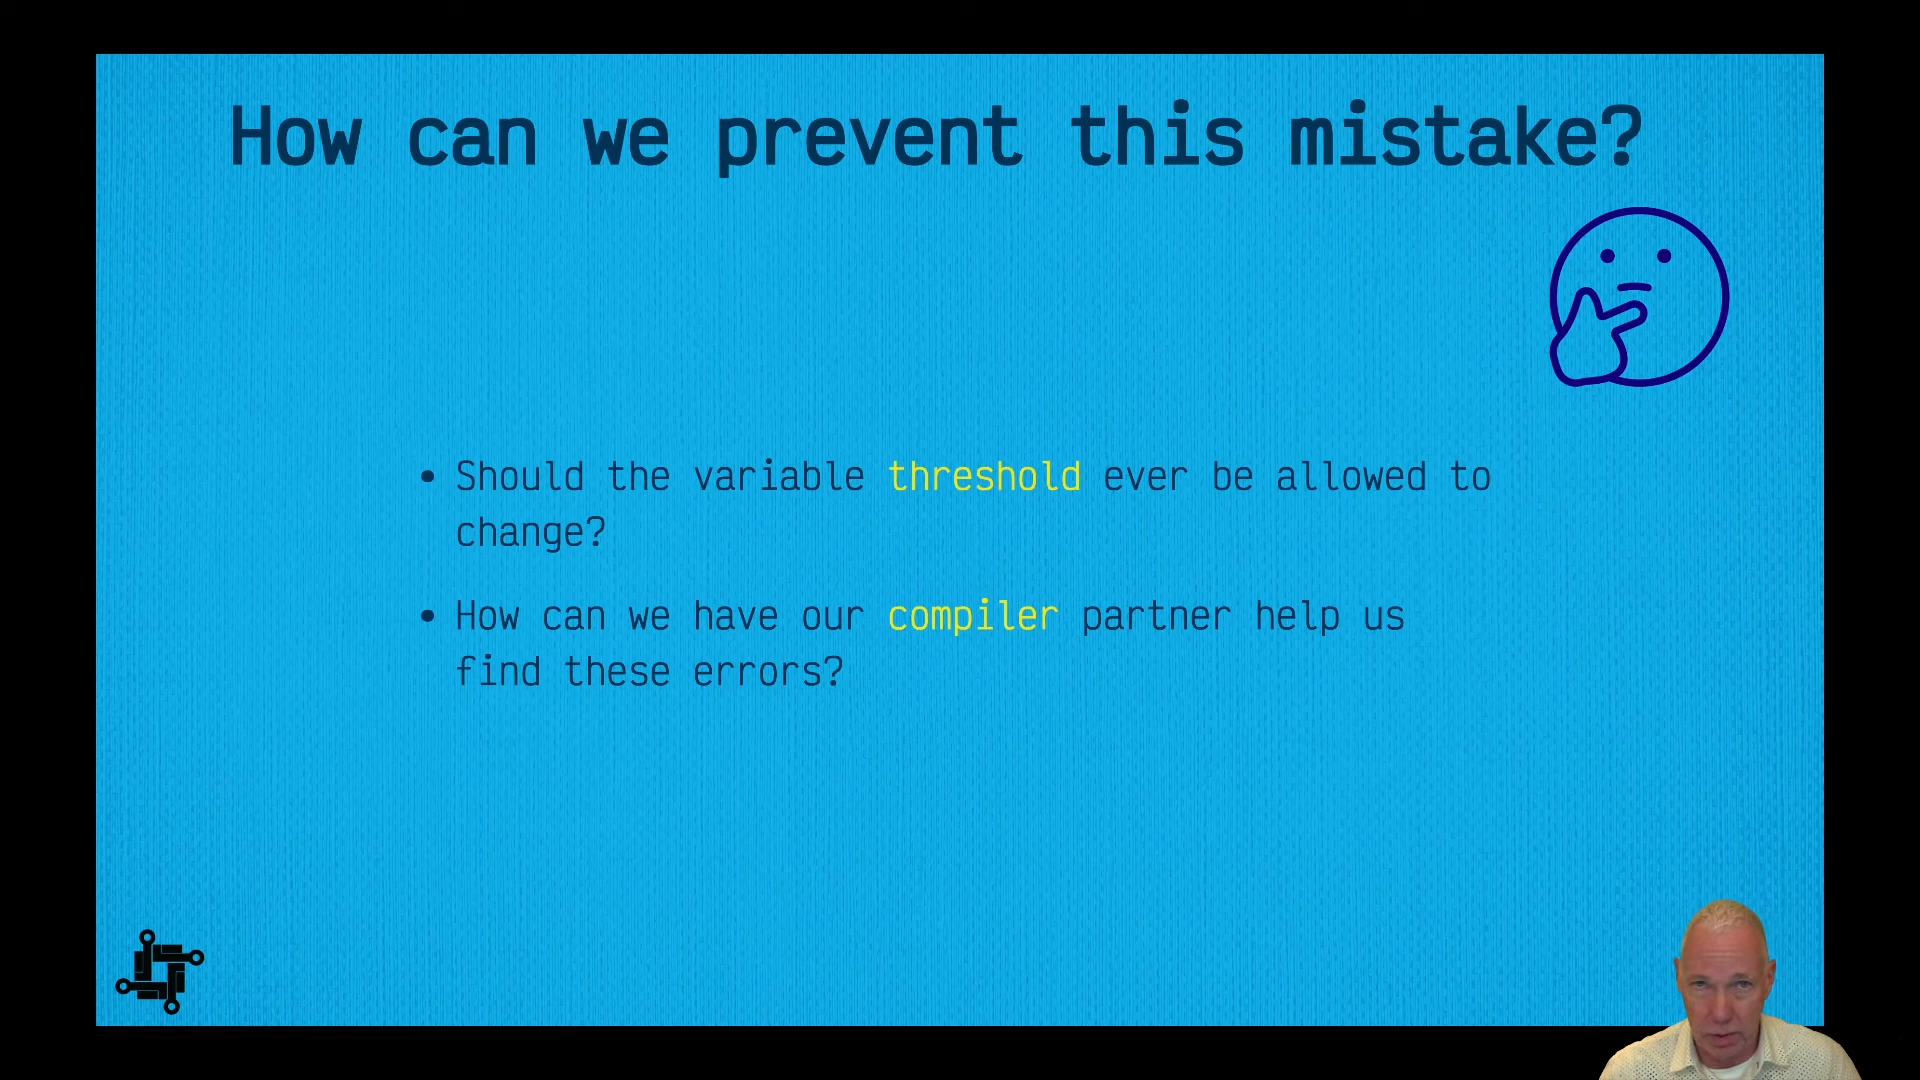 How can we prevent this mistake?
• Should the variable threshold ever be allowed to
change?
• How can we have our compiler partner help us
find these errors?